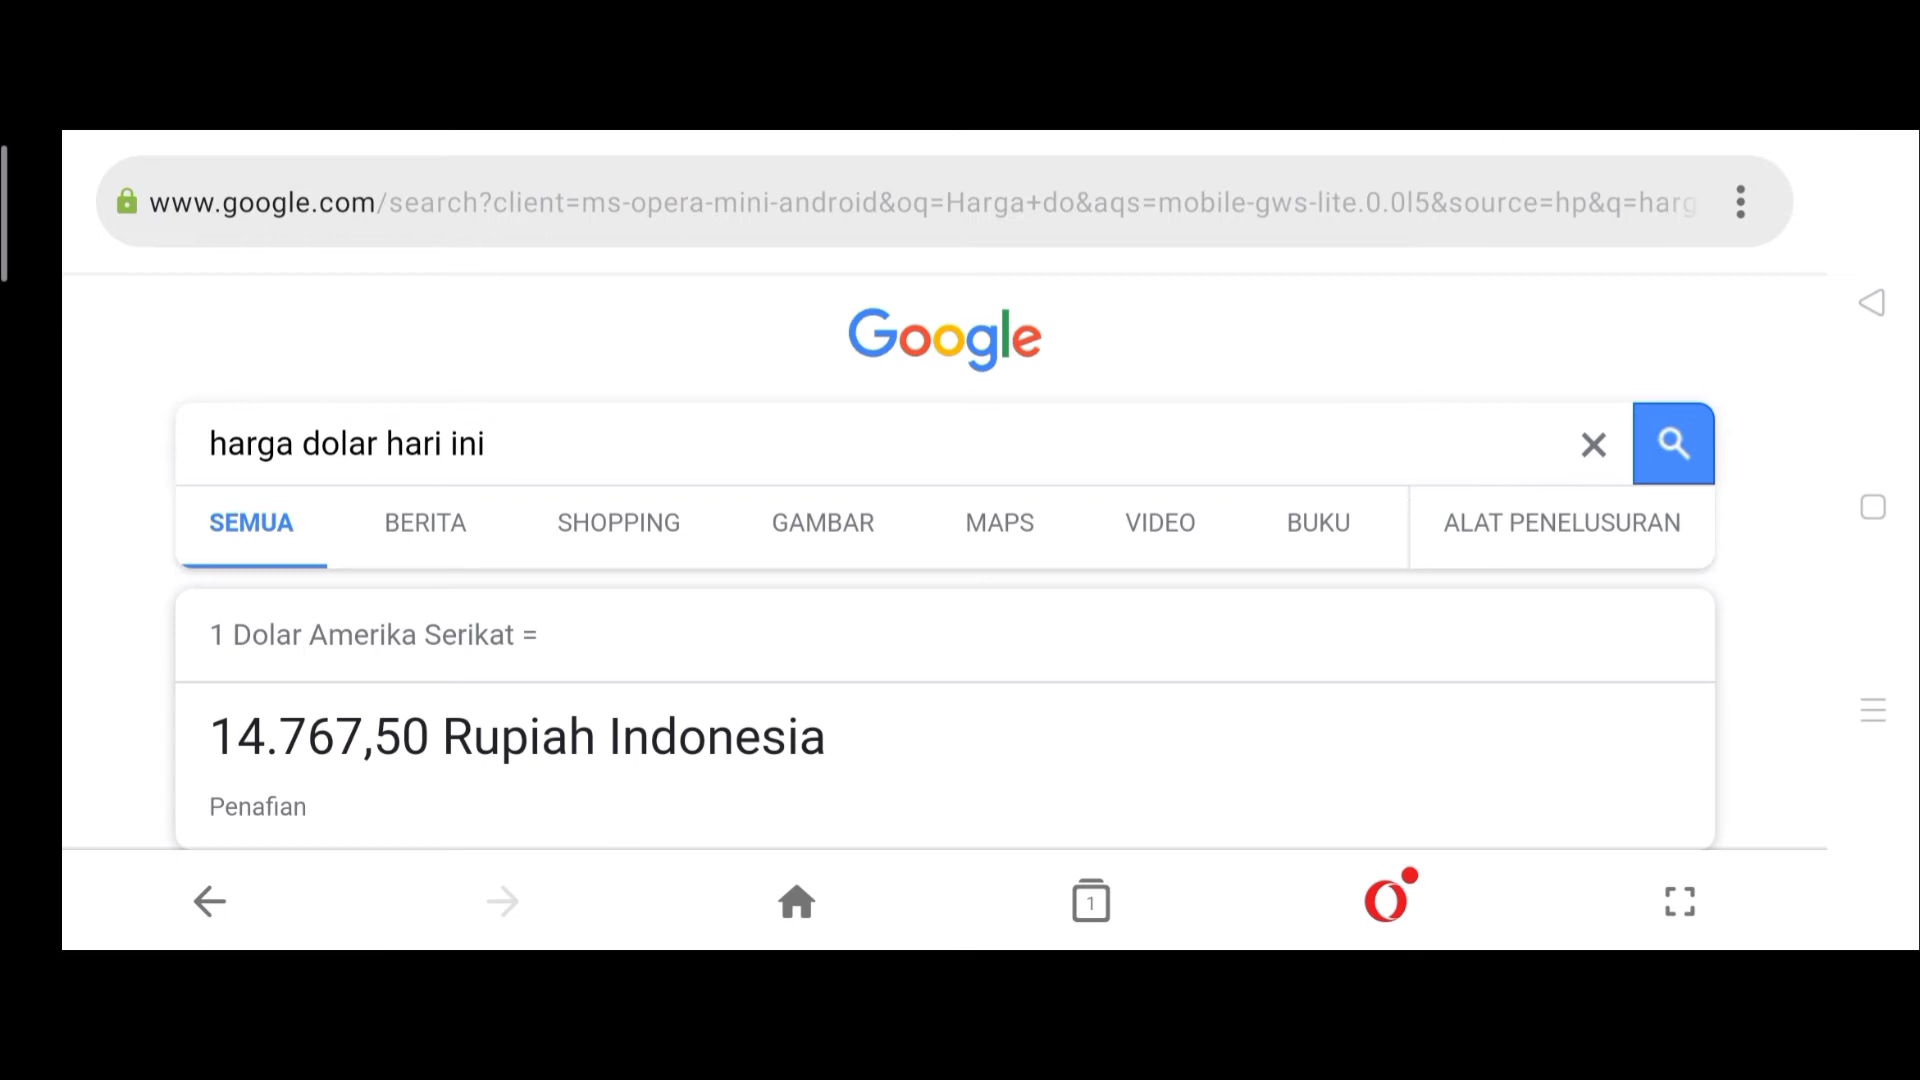 www.google.com/search?client=ms-opera-mini-android&oq=Harga+do&aqs=mobile-gws-lite.0.0l5&source=hp&q=harg
Google
harga dolar hari ini
SEMUA BERITA SHOPPING GAMBAR MAPS VIDEO BUKU ALAT PENELUSURAN
1 Dolar Amerika Serikat =
14.767,50 Rupiah Indonesia
Penafian
1